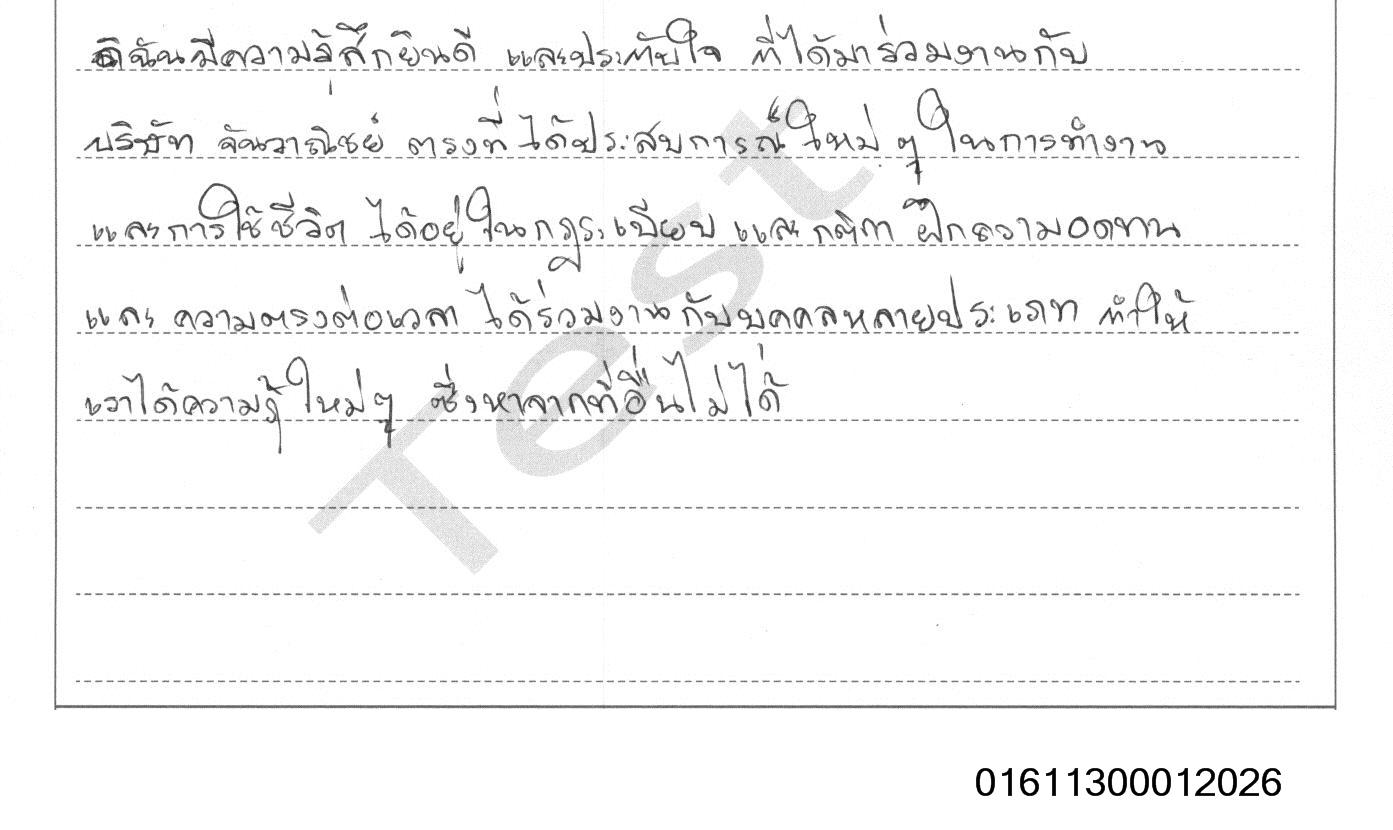 ดิฉันมีความรู้สึกยินดี และประทับใจ ที่ได้มาร่วมงานกับ
บริษัท จันวาณิชย์ ตรงที่ได้ประสบการณ์ใหม่ ๆ ในการทำงาน
และการใช้ชีวิต ได้อยู่ในกฎระเบียบ และกติกา ฝึกความอดทน
และ ความตรงต่อเวลา ได้ร่วมงานกับบุคคลหลายประเภท ทำให้
เราได้ความรู้ ใหม่ๆ ซึ่งหาจากที่อื่นไม่ได้
Test
01611300012026